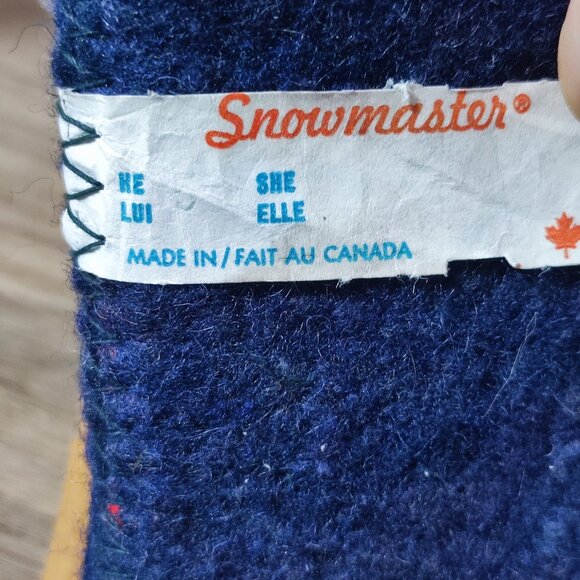 Snowmaster®
HE SHE
LUI ELLE
MADE IN / FAIT AU CANADA